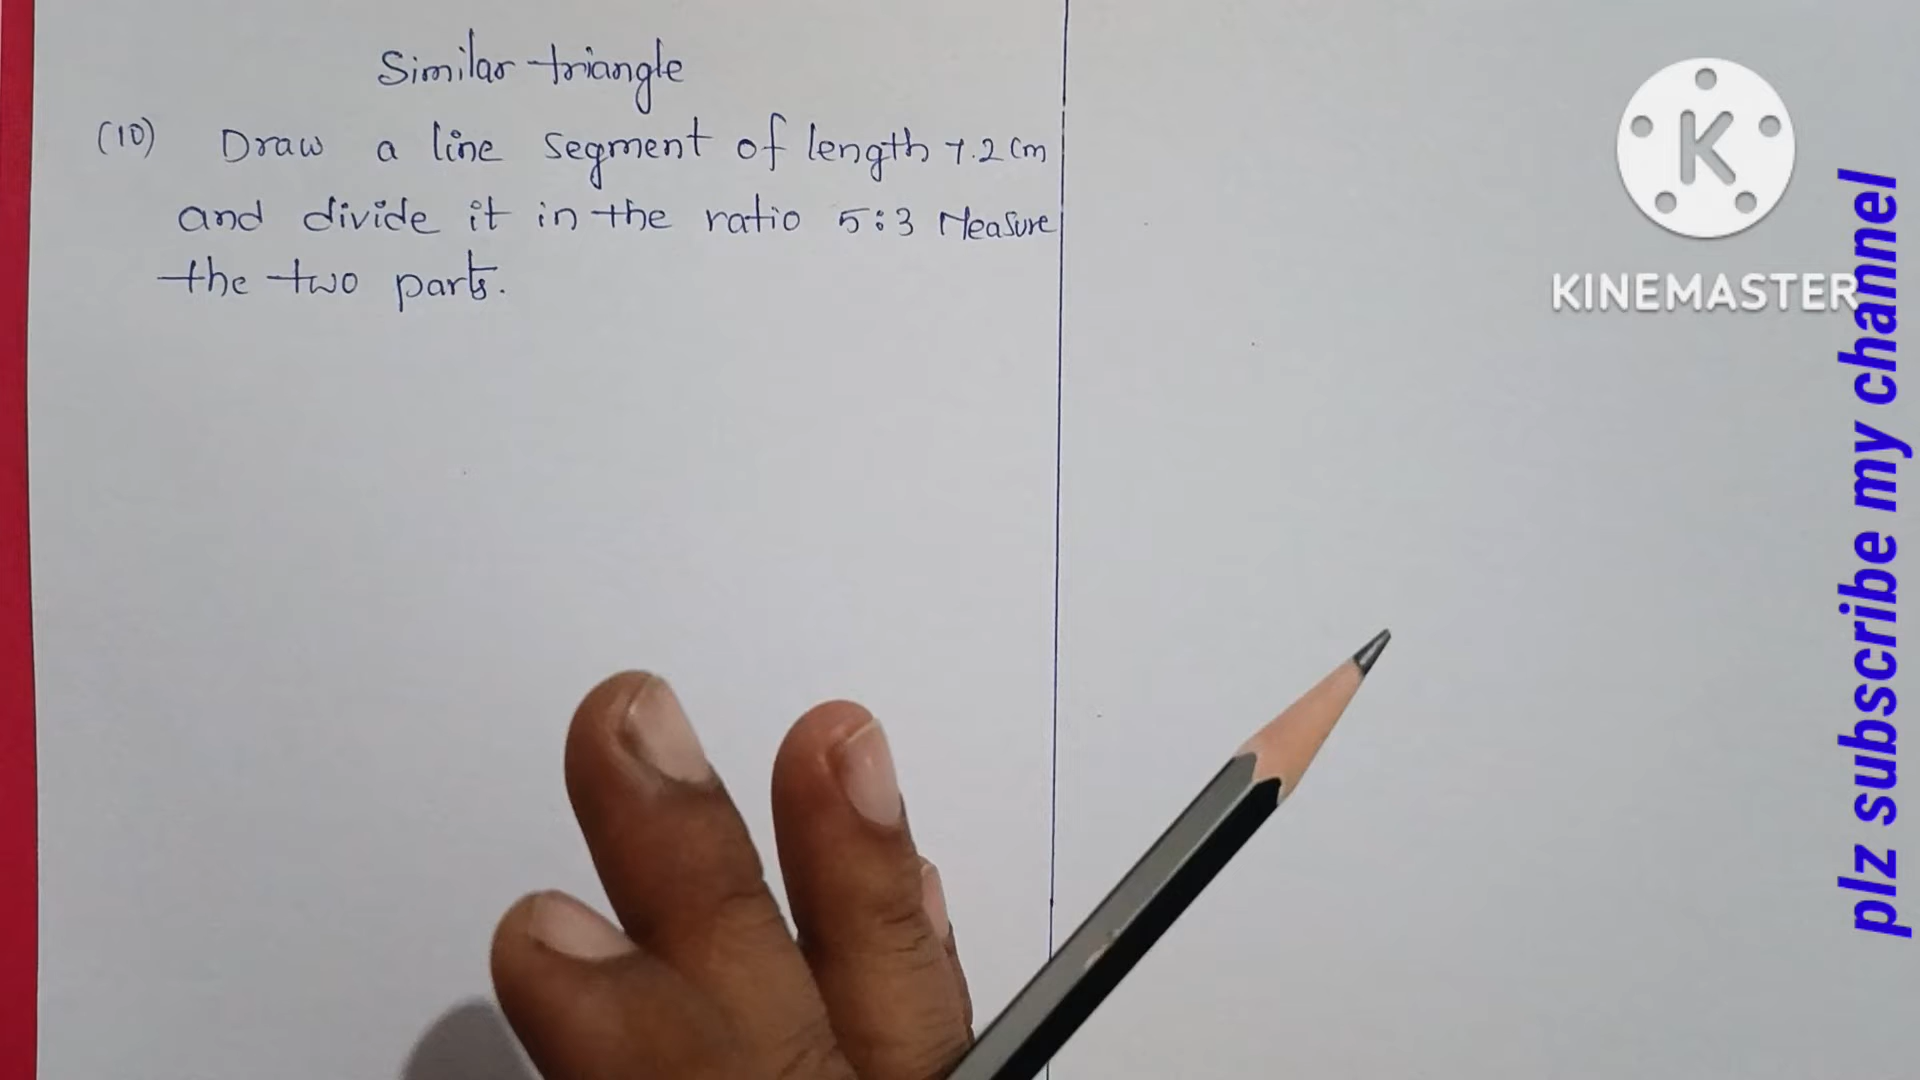 Similar triangle
(10) Draw a line segment of length 7.2 cm
and divide it in the ratio 5:3 Measure
the two parts.
K
KINEMASTER
plz subscribe my channel